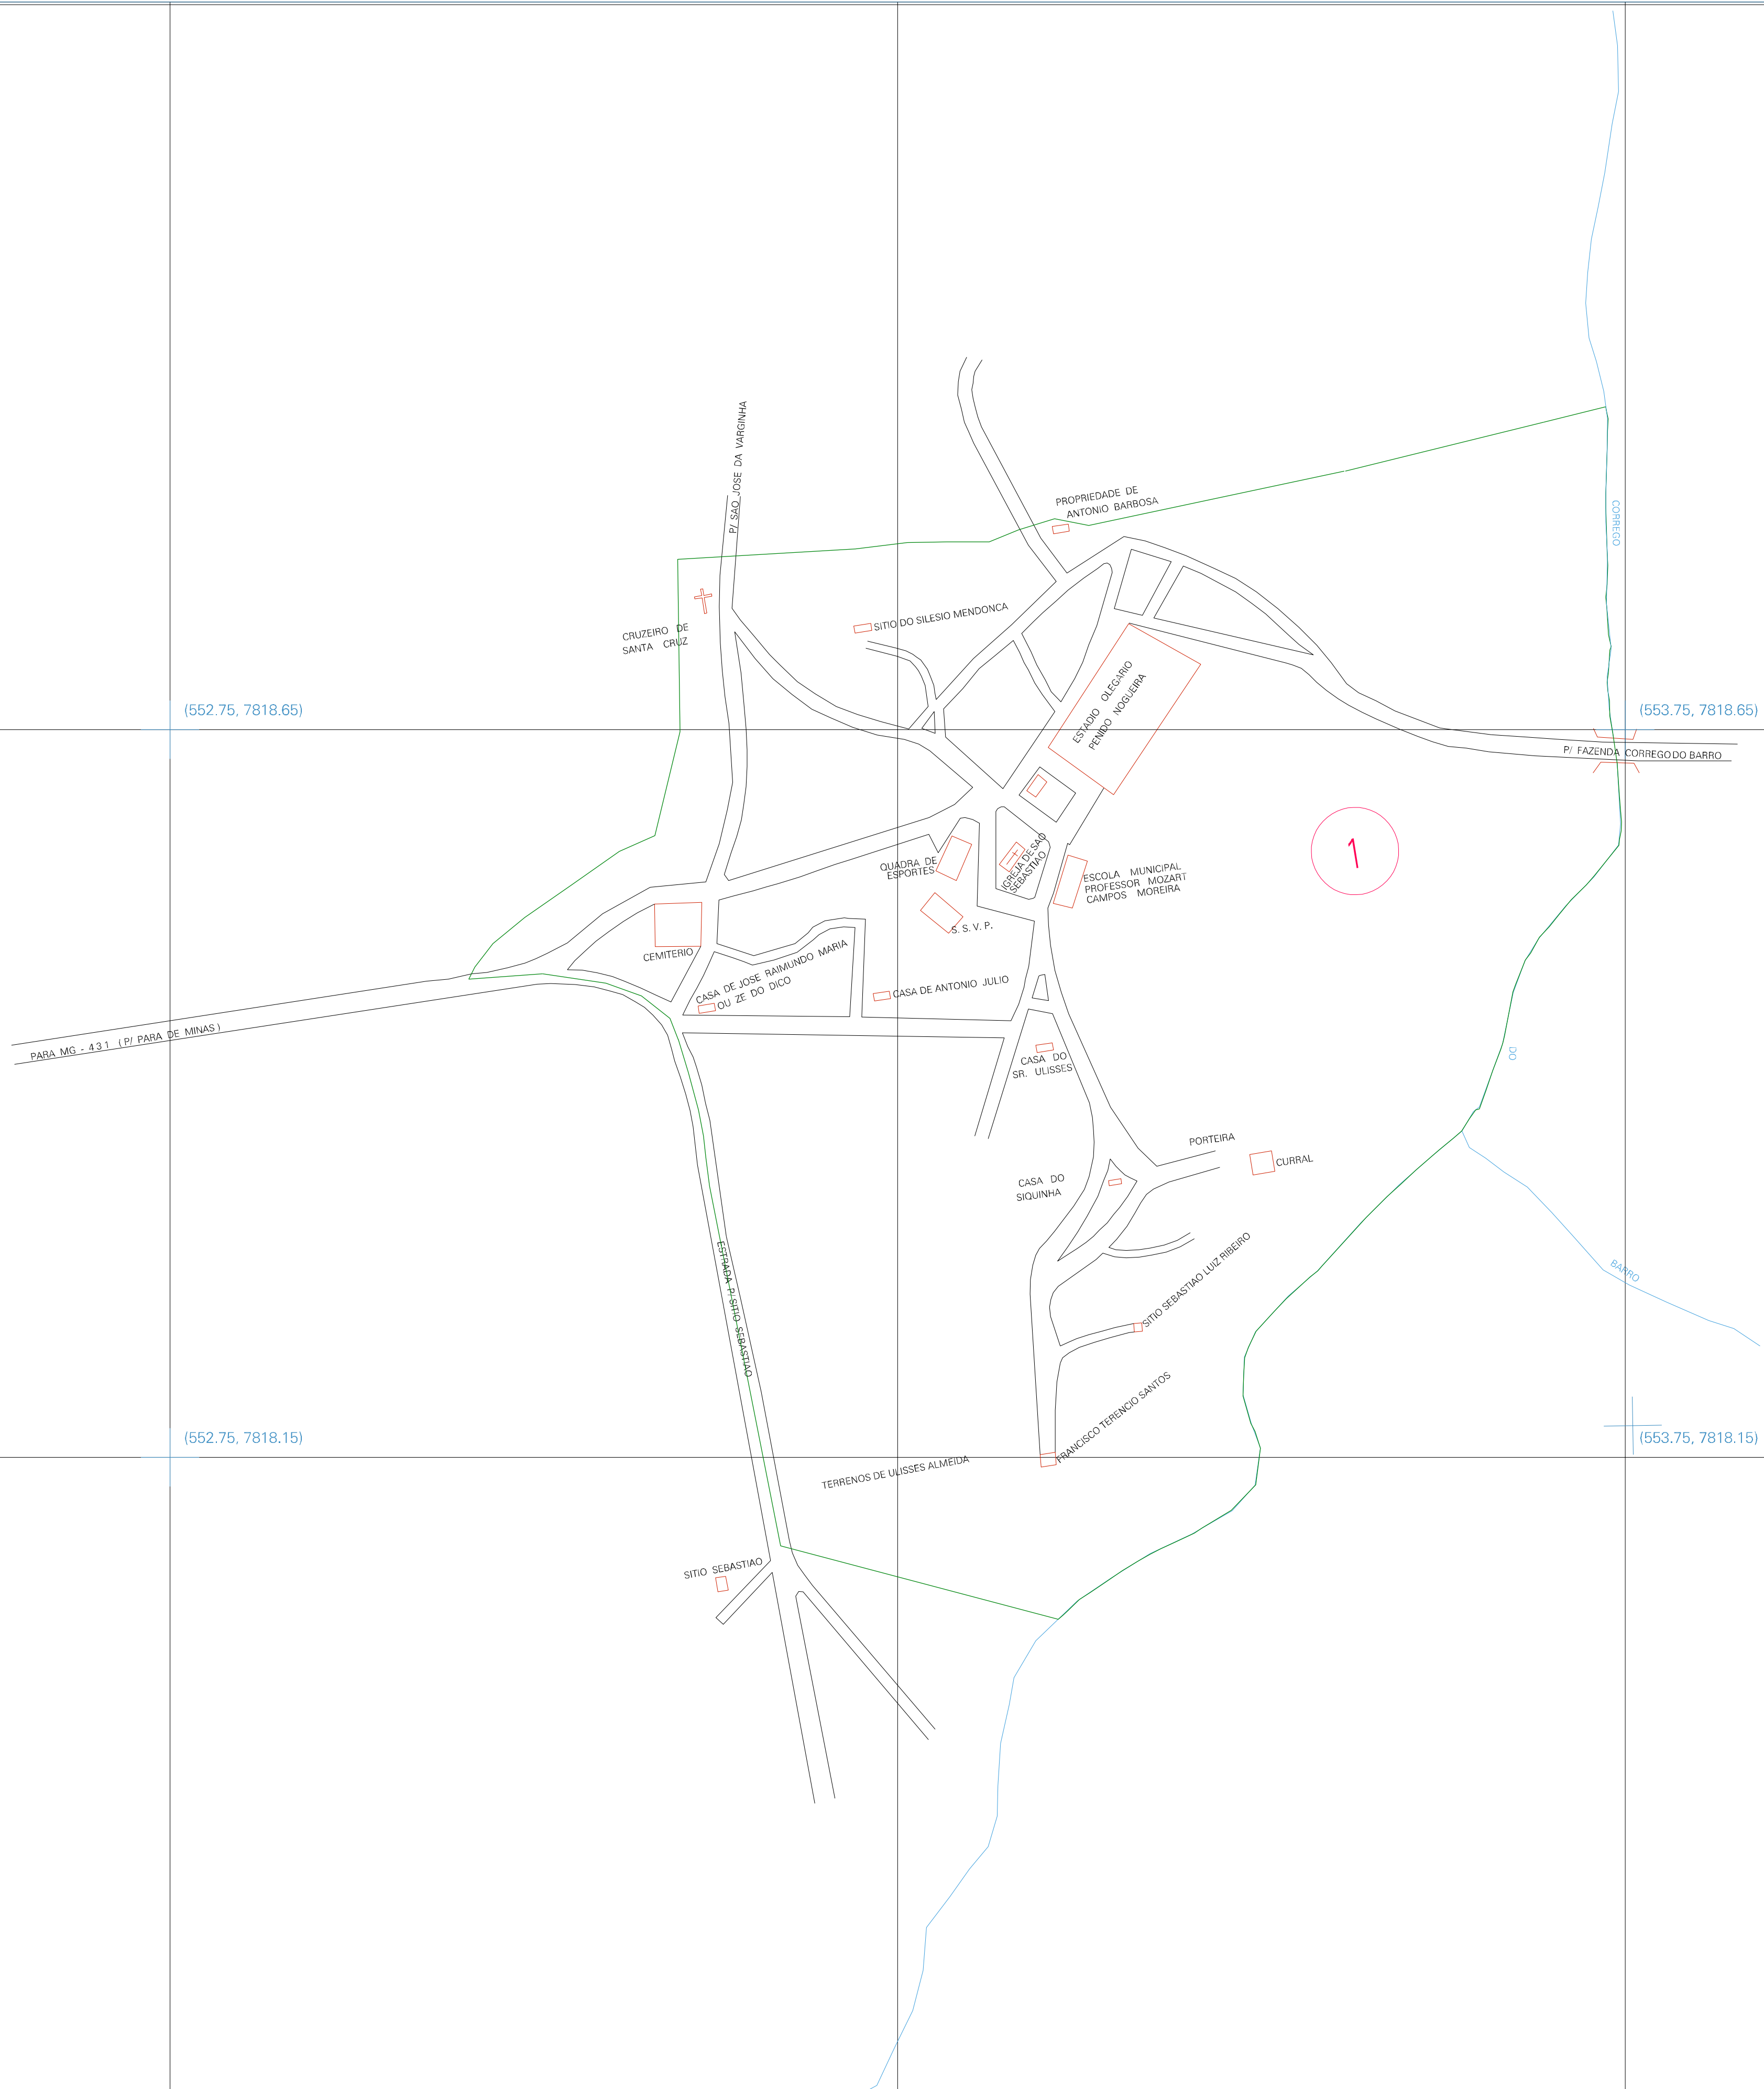 P/ SAO JOSE DA VARGINHA
PROPRIEDADE DE
ANTONIO BARBOSA
CORREGO
CRUZEIRO DE
SANTA CRUZ
SITIO DO SILESIO MENDONCA
ESTADIO OLEGARIO
PENIDO NOGUEIRA
(552.75, 7818.65)
(553.75, 7818.65)
P/ FAZENDA CORREGO DO BARRO
1
QUADRA DE
ESPORTES
IGREJA DE SAO
SEBASTIAO
ESCOLA MUNICIPAL
PROFESSOR MOZART
CAMPOS MOREIRA
S. S. V. P.
CEMITERIO
CASA DE JOSE RAIMUNDO MARIA
OU ZE DO DICO
CASA DE ANTONIO JULIO
PARA MG - 431 ( P/ PARA DE MINAS )
CASA DO
SR. ULISSES
DO
PORTEIRA
CURRAL
CASA DO
SIQUINHA
ESTRADA P/ SITIO SEBASTIAO
SITIO SEBASTIAO LUIZ RIBEIRO
BARRO
FRANCISCO TERENCIO SANTOS
(552.75, 7818.15)
(553.75, 7818.15)
TERRENOS DE ULISSES ALMEIDA
SITIO SEBASTIAO